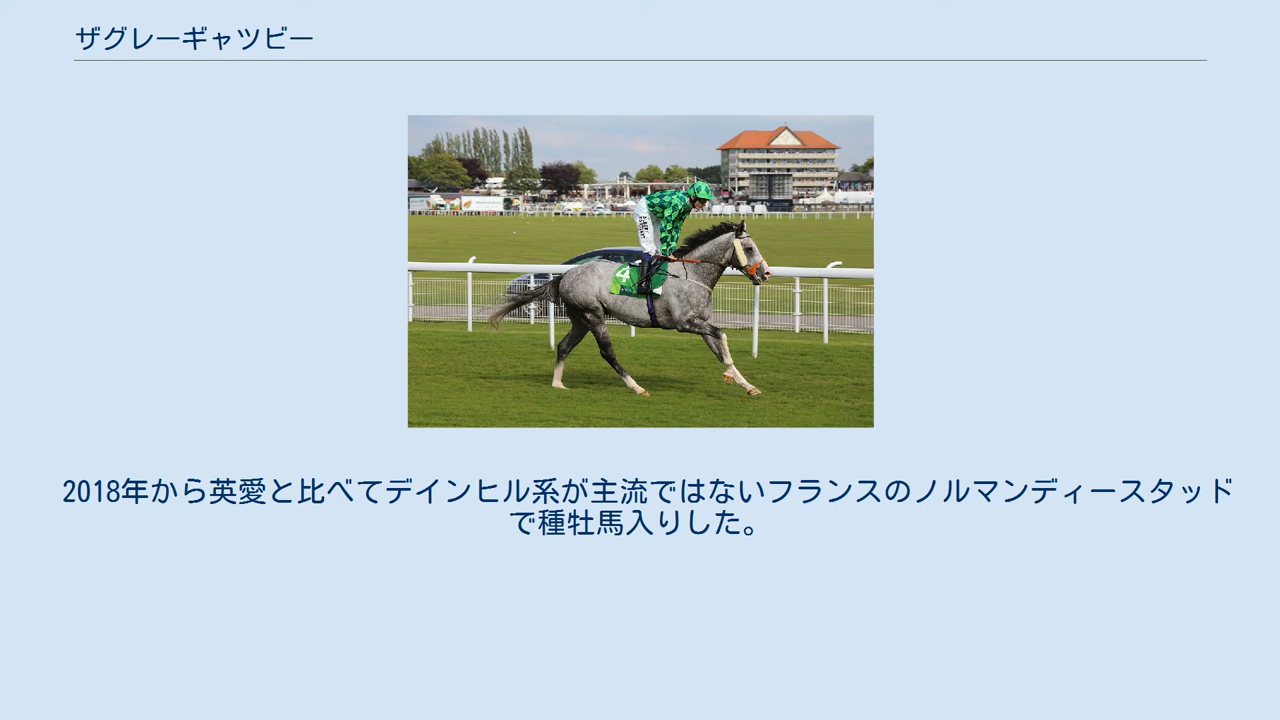 ザグレーギャツビー
4
2018年から英愛と比べてデインヒル系が主流ではないフランスのノルマンディースタッド
で種牡馬入りした。